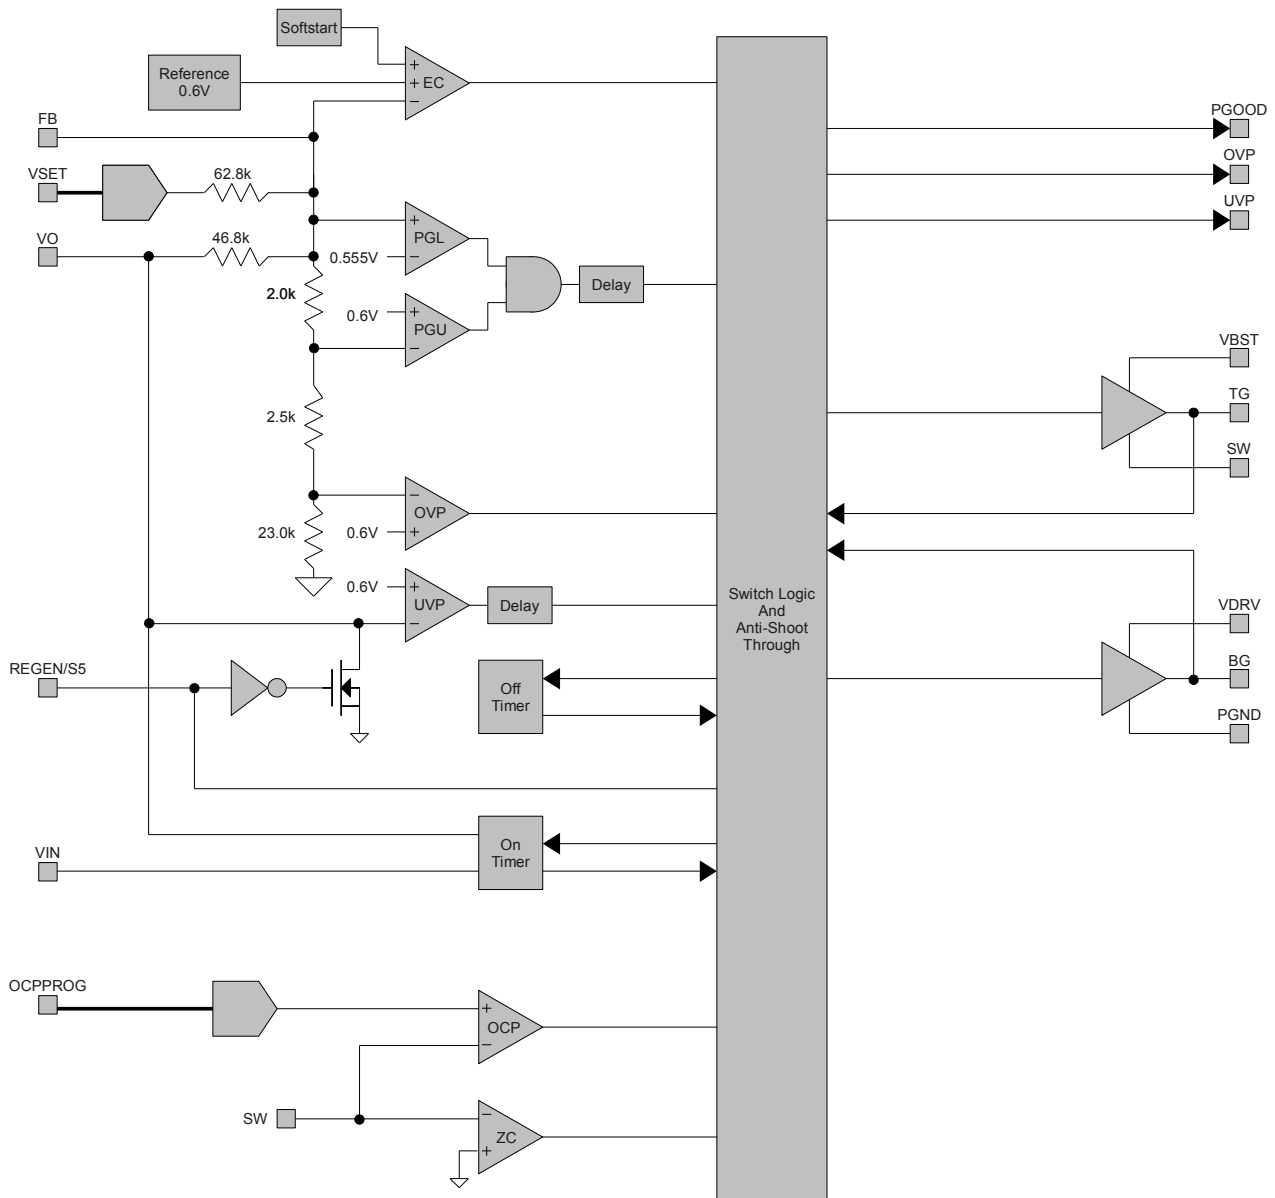 Softstart
Reference
0.6V
+
+
−
EC
FB
VSET
62.8k
VO
46.8k
+
PGL
0.555V
−
2.0k
Delay
0.6V
+
PGU
−
2.5k
−
OVP
23.0k
0.6V
+
0.6V
+
UVP
−
Delay
REGEN/S5
Off
Timer
Switch Logic
And
Anti-Shoot
Through
On
Timer
VIN
OCPPROG
+
OCP
−
SW
−
ZC
+
PGOOD
OVP
UVP
VBST
TG
SW
VDRV
BG
PGND